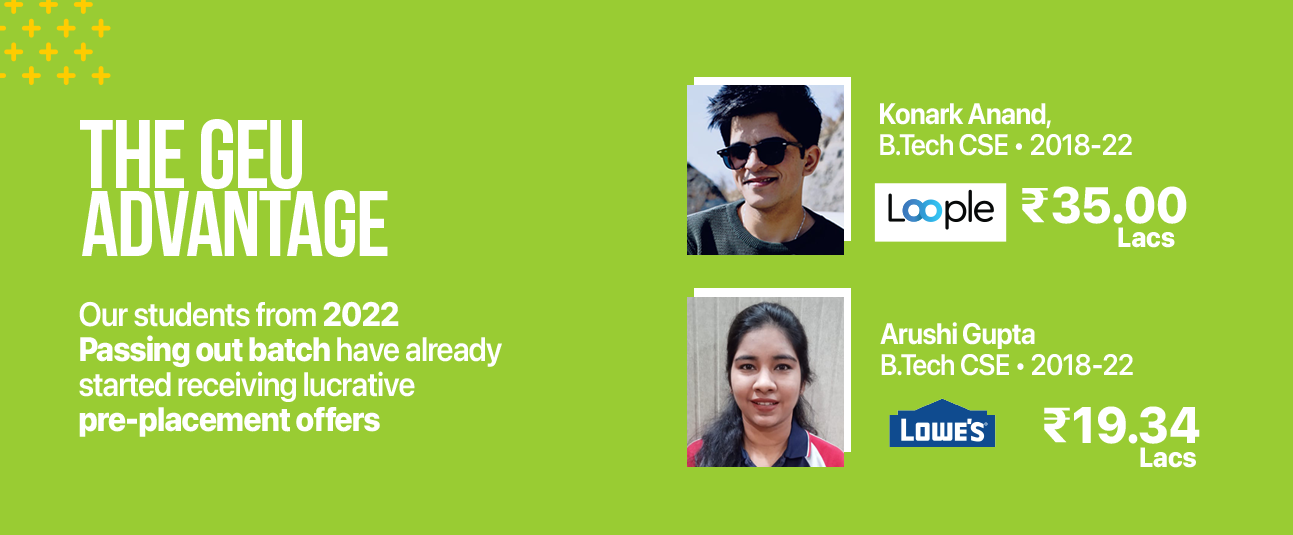 THE GEU
ADVANTAGE
Our students from 2022
Passing out batch have already
started receiving lucrative
pre-placement offers
Konark Anand,
B.Tech CSE • 2018-22
Loople
₹35.00
Lacs
Arushi Gupta
B.Tech CSE • 2018-22
LOWE'S
₹19.34
Lacs